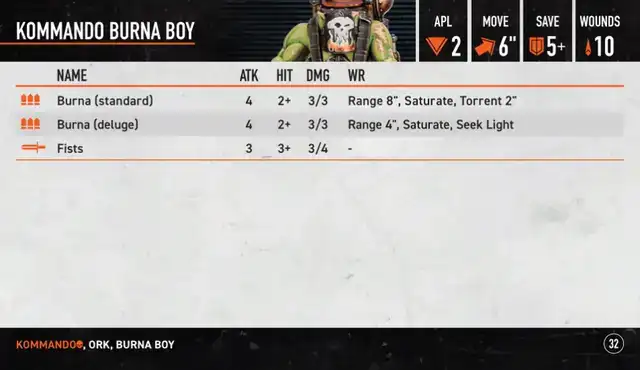 KOMMANDO BURNA BOY
APL MOVE SAVE WOUNDS
2 6" 5+ 10
NAME ATK HIT DMG WR
Burna (standard) 4 2+ 3/3 Range 8", Saturate, Torrent 2"
Burna (deluge) 4 2+ 3/3 Range 4", Saturate, Seek Light
Fists 3 3+ 3/4 -
KOMMANDO, ORK, BURNA BOY
32